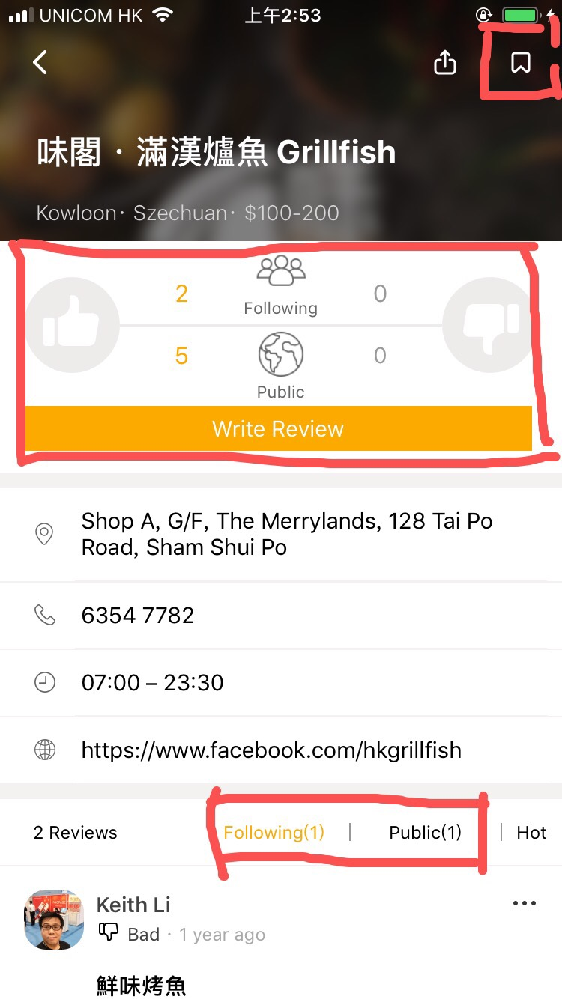 UNICOM HK 上午2:53
味閣 · 滿漢爐魚 Grillfish
Kowloon· Szechuan· $100-200
2 Following 0
5 Public 0
Write Review
Shop A, G/F, The Merrylands, 128 Tai Po
Road, Sham Shui Po
6354 7782
07:00 – 23:30
https://www.facebook.com/hkgrillfish
2 Reviews Following(1) | Public(1) | Hot
Keith Li
Bad · 1 year ago
鮮味烤魚